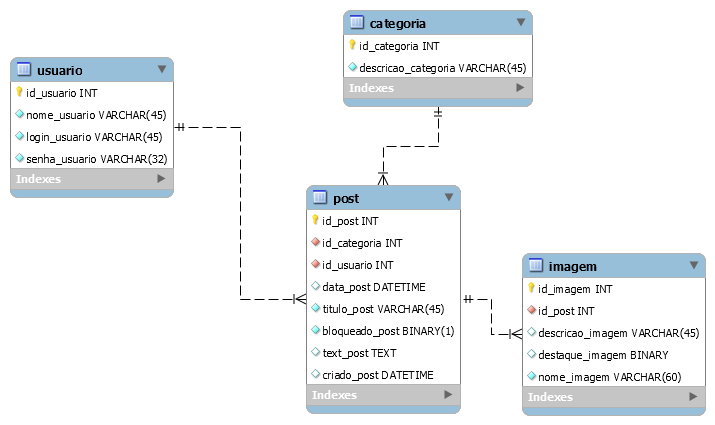 categoria
id_categoria INT
descricao_categoria VARCHAR(45)
Indexes
usuario
id_usuario INT
nome_usuario VARCHAR(45)
login_usuario VARCHAR(45)
senha_usuario VARCHAR(32)
Indexes
post
id_post INT
id_categoria INT
id_usuario INT
data_post DATETIME
titulo_post VARCHAR(45)
bloqueado_post BINARY(1)
text_post TEXT
criado_post DATETIME
Indexes
imagem
id_imagem INT
id_post INT
descricao_imagem VARCHAR(45)
destaque_imagem BINARY
nome_imagem VARCHAR(60)
Indexes